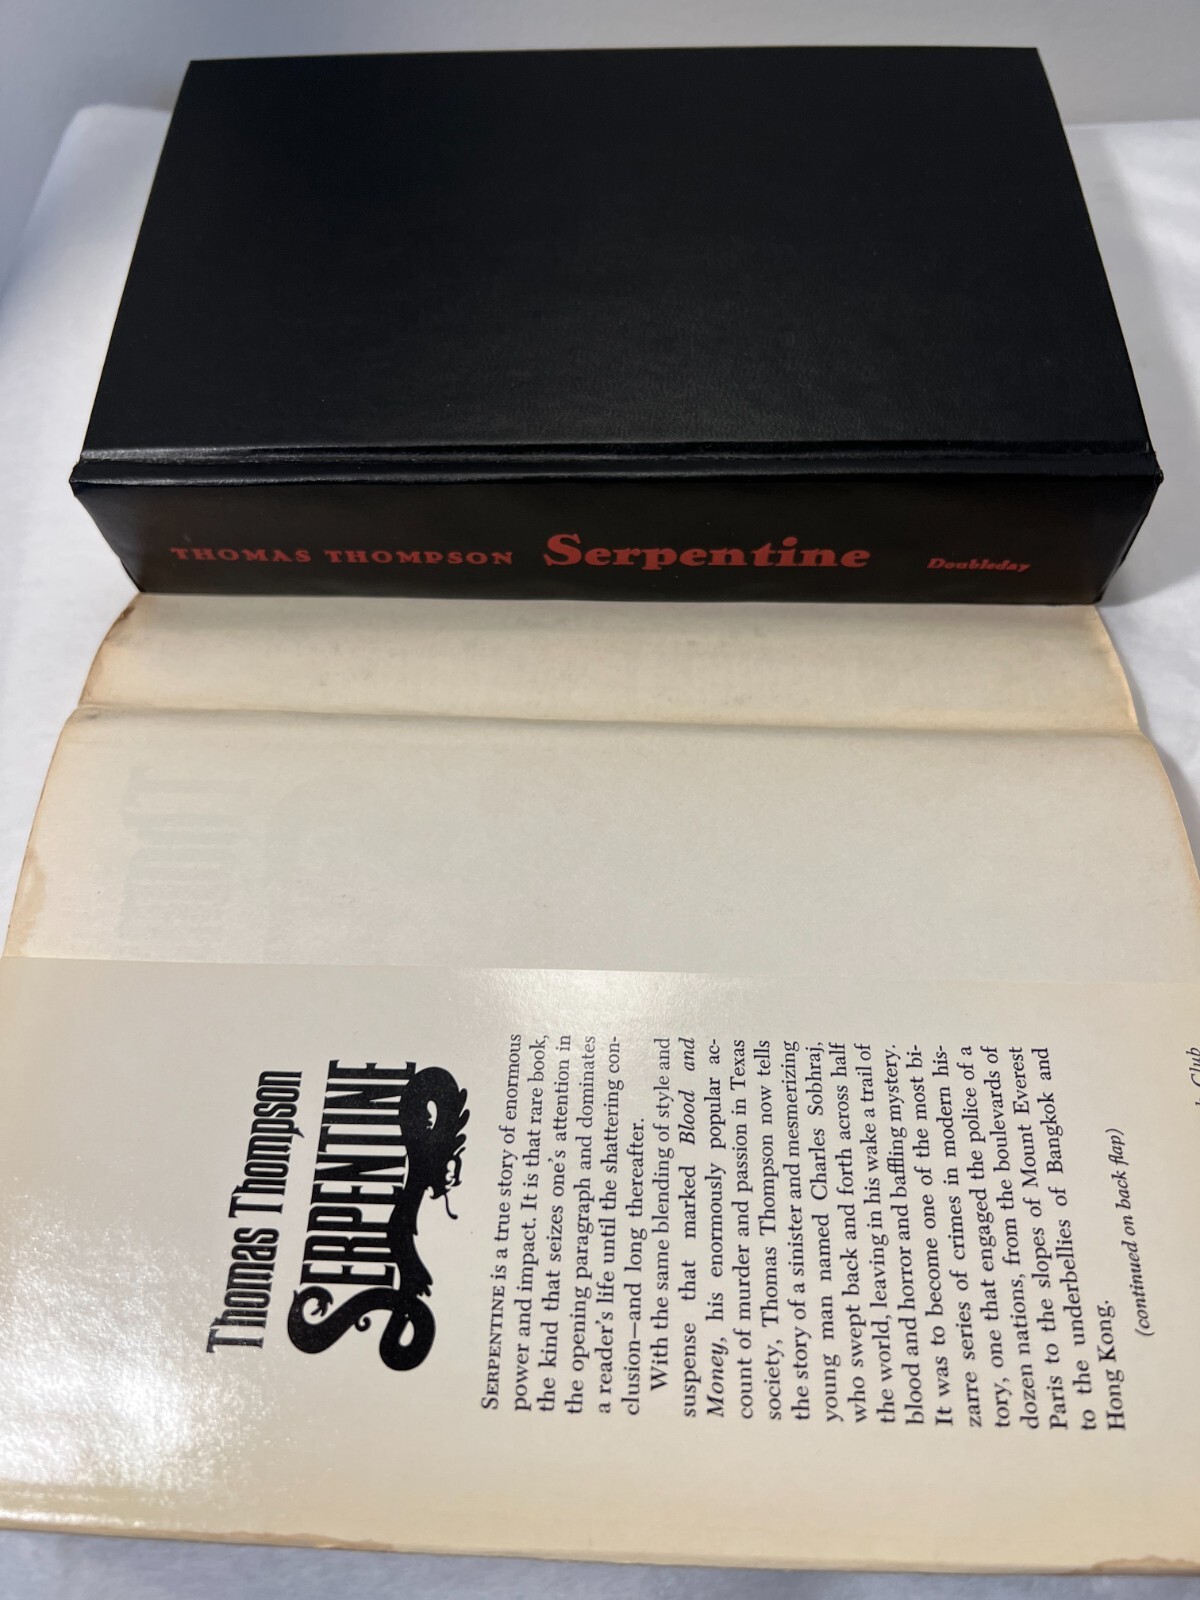 THOMAS THOMPSON Serpentine Doubleday
Thomas Thompson
SERPENTINE
SERPENTINE is a true story of enormous
power and impact. It is that rare book,
the kind that seizes one's attention in
the opening paragraph and dominates
a reader's life until the shattering con-
clusion—and long thereafter.
With the same blending of style and
suspense that marked Blood and
Money, his enormously popular ac-
count of murder and passion in Texas
society, Thomas Thompson now tells
the story of a sinister and mesmerizing
young man named Charles Sobhraj,
who swept back and forth across half
the world, leaving in his wake a trail of
blood and horror and baffling mystery.
It was to become one of the most bi-
zarre series of crimes in modern his-
tory, one that engaged the police of a
dozen nations, from the boulevards of
Paris to the slopes of Mount Everest
to the underbellies of Bangkok and
Hong Kong.
(continued on back flap)
Club